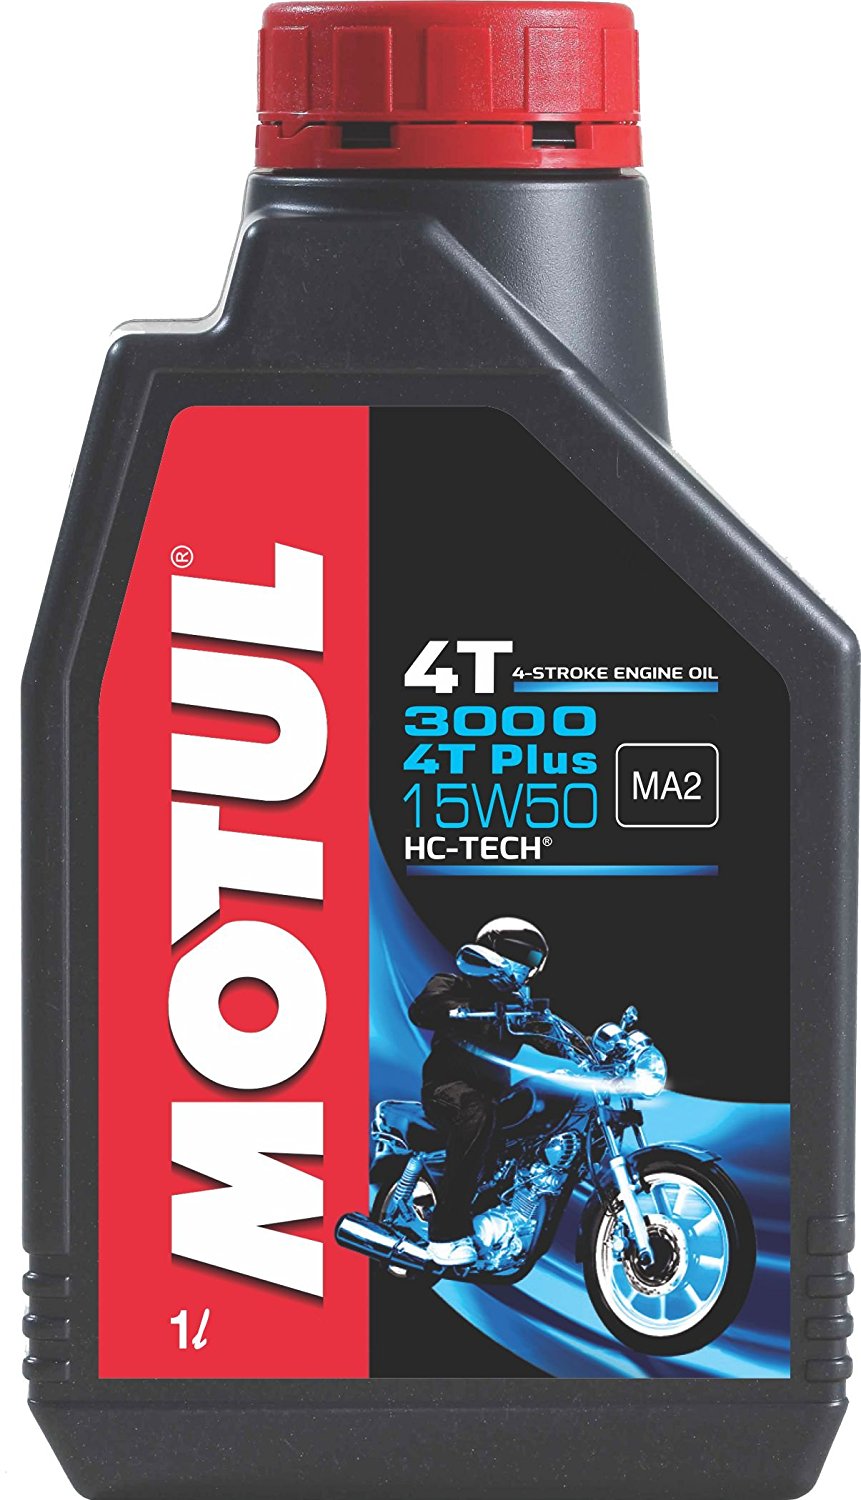 MOTUL®
4T 4-STROKE ENGINE OIL
3000
4T Plus
15W50
MA2
HC-TECH®
1l